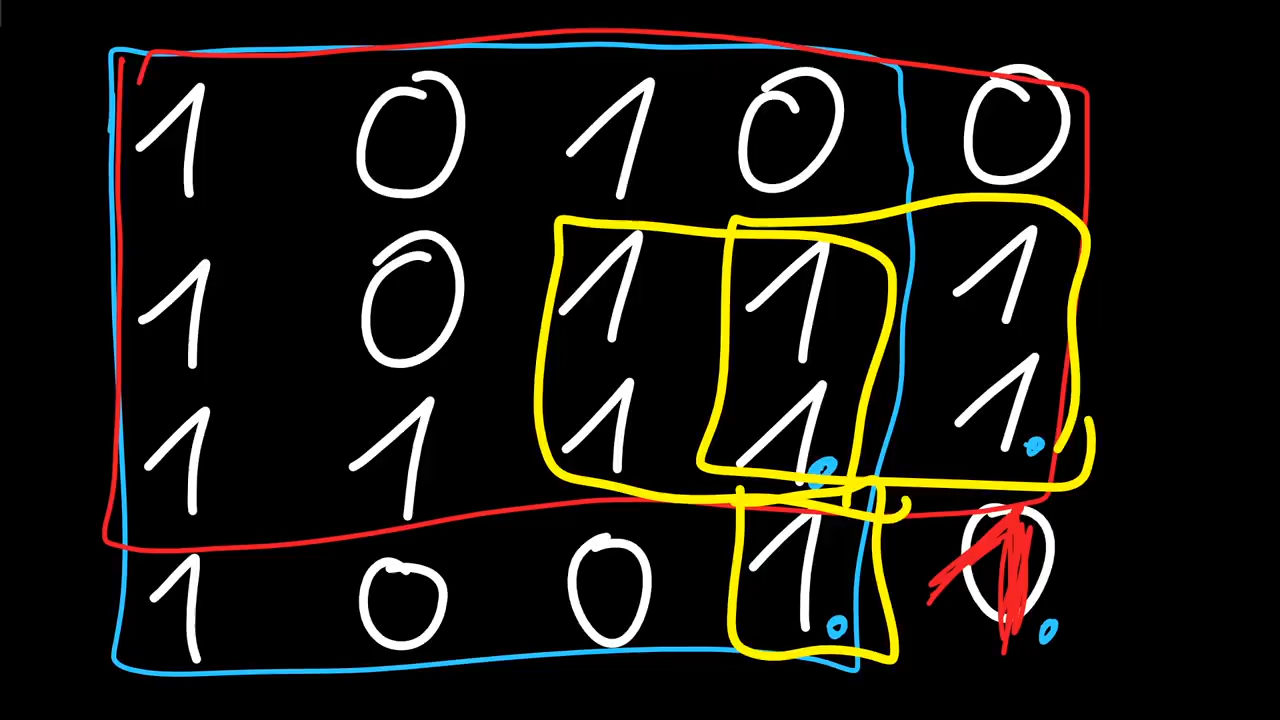 1 0 1 0 0
1 0 1 1 1
1 1 1 1 1
1 0 0 1 0